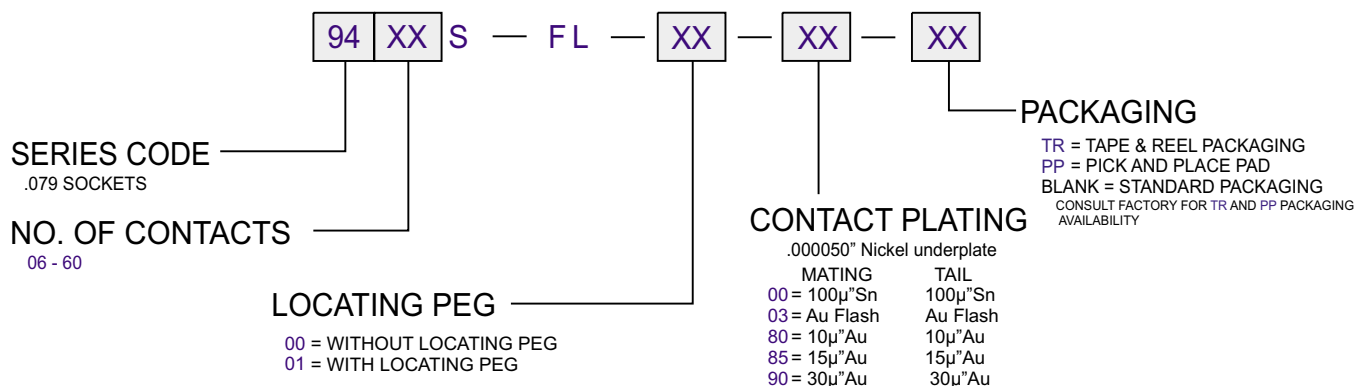 94 XX S — FL — XX — XX — XX
PACKAGING
TR = TAPE & REEL PACKAGING
PP = PICK AND PLACE PAD
BLANK = STANDARD PACKAGING
CONSULT FACTORY FOR TR AND PP PACKAGING
AVAILABILITY
SERIES CODE
.079 SOCKETS
NO. OF CONTACTS
06 - 60
CONTACT PLATING
.000050” Nickel underplate
MATING TAIL
00 = 100µ”Sn 100µ”Sn
03 = Au Flash Au Flash
80 = 10µ”Au 10µ”Au
85 = 15µ”Au 15µ”Au
90 = 30µ”Au 30µ”Au
LOCATING PEG
00 = WITHOUT LOCATING PEG
01 = WITH LOCATING PEG